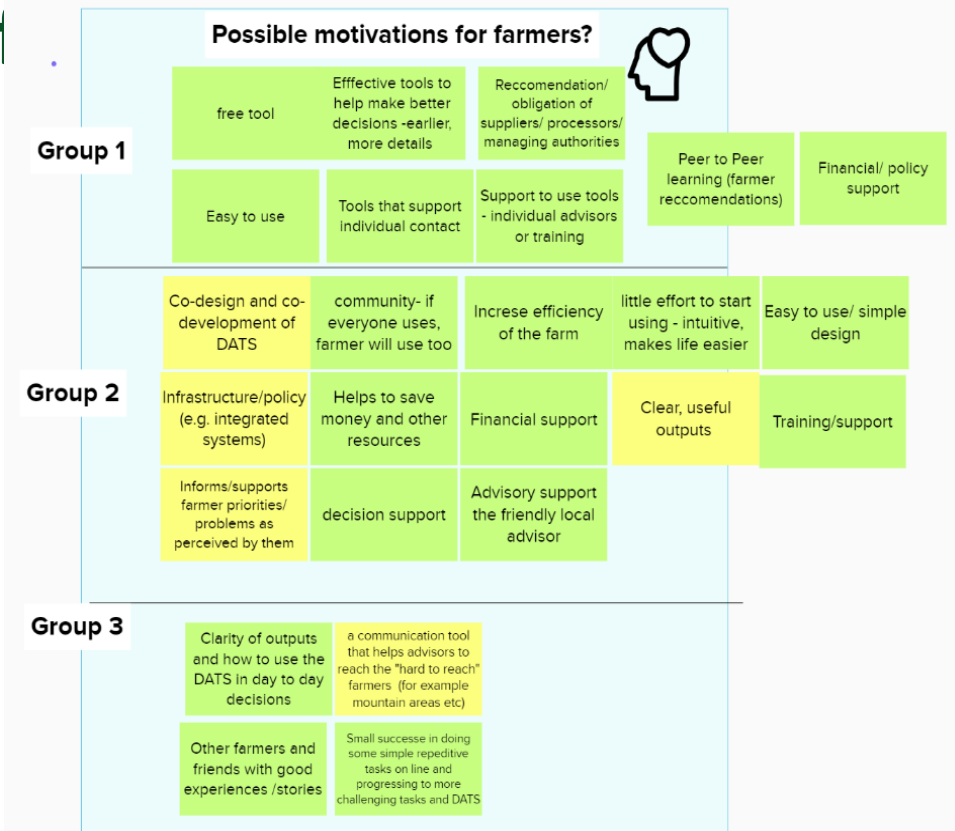 Possible motivations for farmers?
Group 1
free tool
Efffective tools to
help make better
decisions -earlier,
more details
Reccomendation/
obligation of
suppliers/ processors/
managing authorities
Peer to Peer
learning (farmer
reccomendations)
Financial/ policy
support
Easy to use
Tools that support
individual contact
Support to use tools
- individual advisors
or training
Group 2
Co-design and co-
development of
DATS
community- if
everyone uses,
farmer will use too
Increse efficiency
of the farm
little effort to start
using - intuitive,
makes life easier
Easy to use/ simple
design
Infrastructure/policy
(e.g. integrated
systems)
Helps to save
money and other
resources
Financial support
Clear, useful
outputs
Training/support
Informs/supports
farmer priorities/
problems as
perceived by them
decision support
Advisory support
the friendly local
advisor
Group 3
Clarity of outputs
and how to use the
DATS in day to day
decisions
a communication tool
that helps advisors to
reach the "hard to reach"
farmers (for example
mountain areas etc)
Other farmers and
friends with good
experiences /stories
Small successe in doing
some simple repeditive
tasks on line and
progressing to more
challenging tasks and DATS